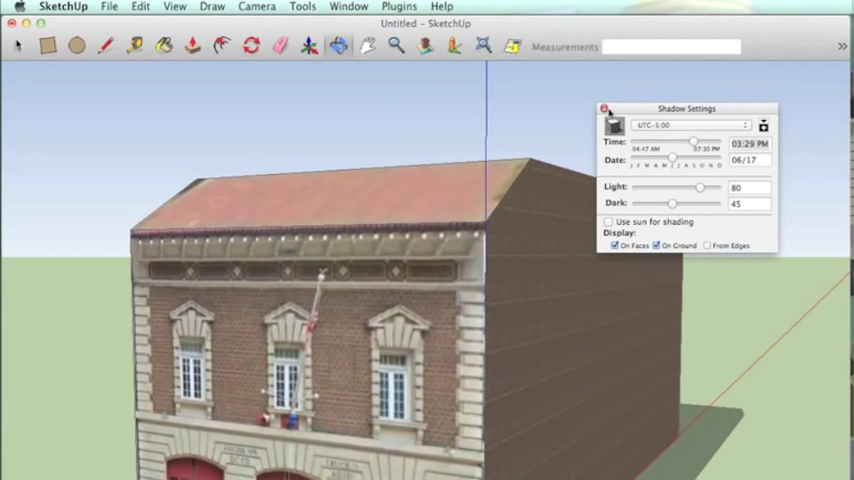 SketchUp File Edit View Draw Camera Tools Window Plugins Help
Untitled - SketchUp
Measurements
Shadow Settings
UTC-5:00
Time: 03:29 PM
04:47 AM 07:30 PM
Date: 06/17
J F M A M J J A S O N D
Light: 80
Dark: 45
Use sun for shading
Display:
On Faces On Ground From Edges